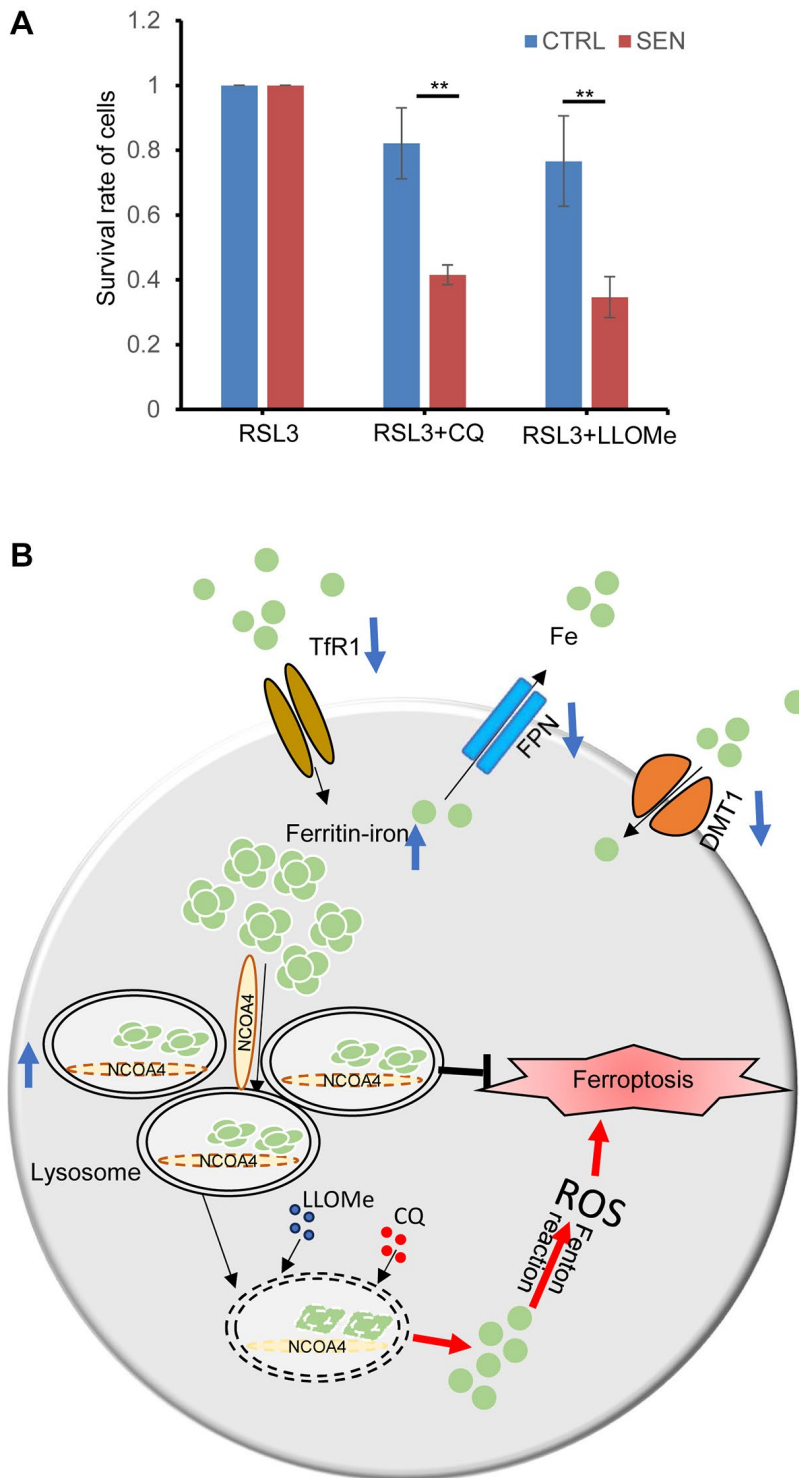 A
1.2
1
0.8
0.6
0.4
0.2
0
Survival rate of cells
CTRL SEN
**
**
RSL3 RSL3+CQ RSL3+LLOMe
B
TfR1
Fe
FPN
DMT1
Ferritin-iron
NCOA4
NCOA4
NCOA4
NCOA4
Lysosome
Ferroptosis
LLOMe
CQ
ROS
Fenton
reaction
NCOA4